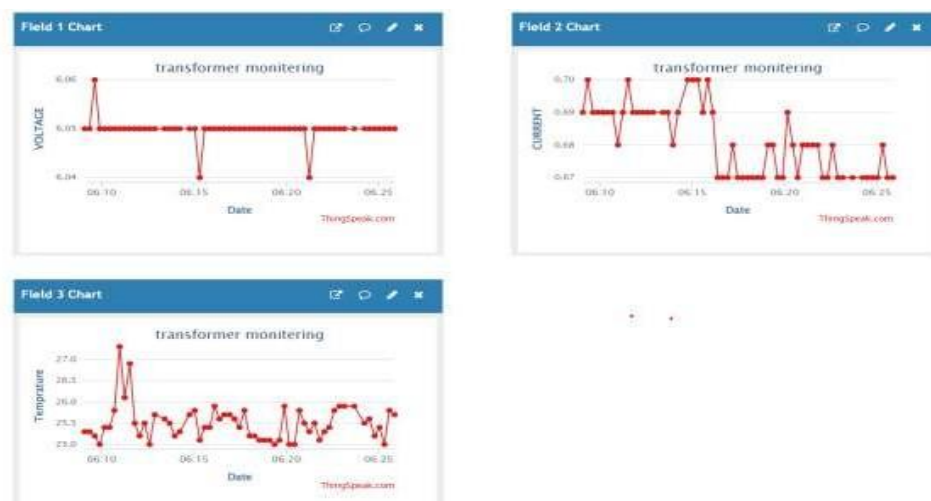 Field 1 Chart
transformer monitering
VOLTAGE
6.06
6.05
6.04
06:10 06:15 06:20 06:25
Date
ThingSpeak.com
Field 2 Chart
transformer monitering
CURRENT
0.70
0.69
0.68
0.67
06:10 06:15 06:20 06:25
Date
ThingSpeak.com
Field 3 Chart
transformer monitering
Temprature
27.0
26.5
26.0
25.5
25.0
06:10 06:15 06:20 06:25
Date
ThingSpeak.com